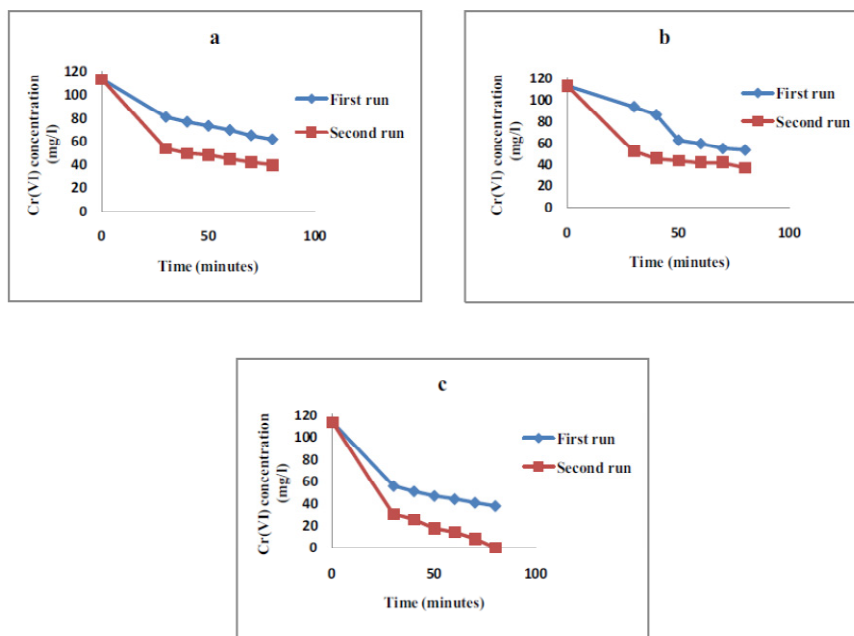 a
Cr(VI) concentration
(mg/l)
120
100
80
60
40
20
0
0
50
100
Time (minutes)
First run
Second run
b
Cr(VI) concentration
(mg/l)
120
100
80
60
40
20
0
0
50
100
Time (minutes)
First run
Second run
c
Cr(VI) concentration
(mg/l)
120
100
80
60
40
20
0
0
50
100
Time (minutes)
First run
Second run